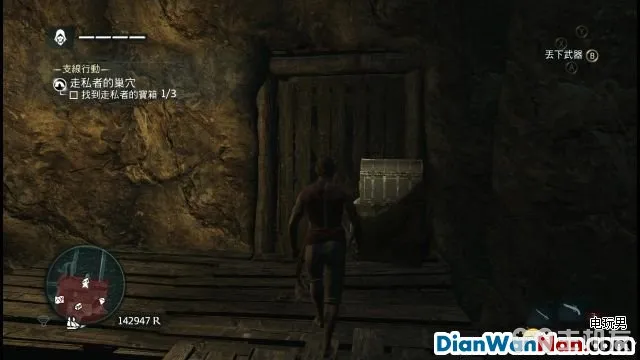 丟下武器 B
支線行動
走私者的巢穴
找到走私者的寶箱 1/3
142947 R
电玩男
DianWanNan.com